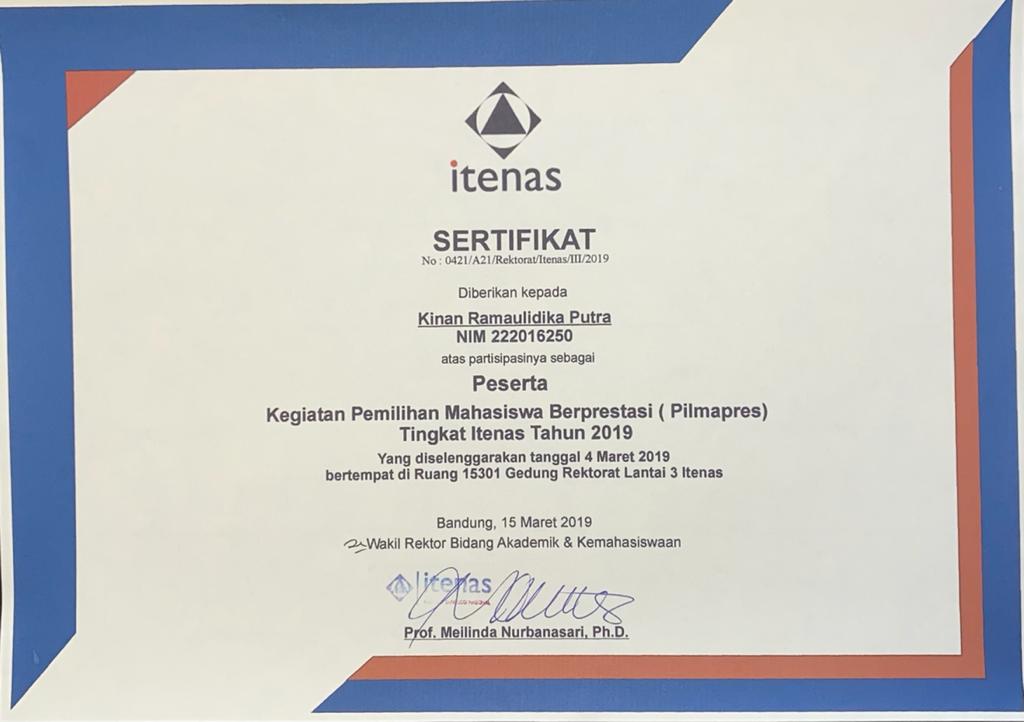 itenas
SERTIFIKAT
No : 0421/A21/Rektorat/Itenas/III/2019
Diberikan kepada
Kinan Ramaulidika Putra
NIM 222016250
atas partisipasinya sebagai
Peserta
Kegiatan Pemilihan Mahasiswa Berprestasi ( Pilmapres)
Tingkat Itenas Tahun 2019
Yang diselenggarakan tanggal 4 Maret 2019
bertempat di Ruang 15301 Gedung Rektorat Lantai 3 Itenas
Bandung, 15 Maret 2019
Wakil Rektor Bidang Akademik & Kemahasiswaan
itenas
Prof. Meilinda Nurbanasari, Ph.D.